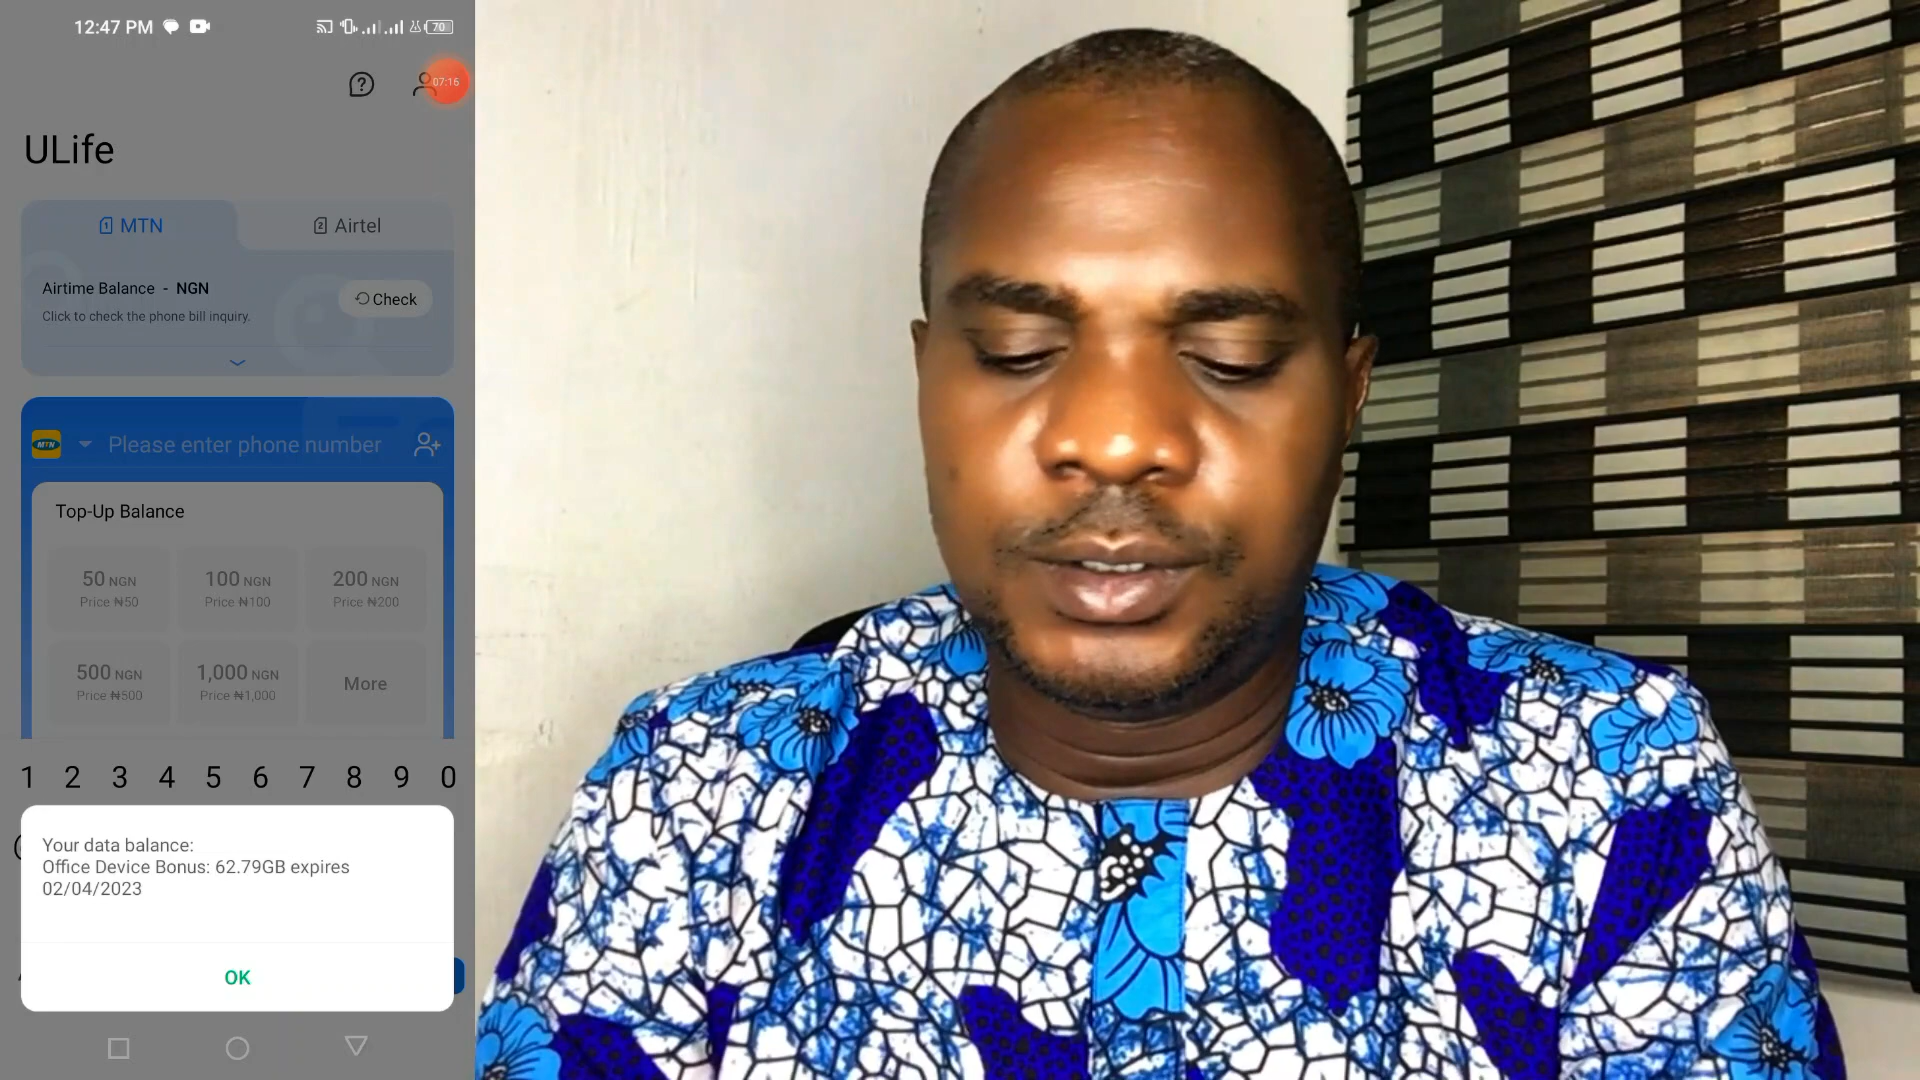 12:47 PM
70
07:16
ULife
1 MTN
2 Airtel
Airtime Balance - NGN
Check
Click to check the phone bill inquiry.
MTN
Please enter phone number
Top-Up Balance
50 NGN
100 NGN
200 NGN
Price ₦50
Price ₦100
Price ₦200
500 NGN
1,000 NGN
More
Price ₦500
Price ₦1,000
1 2 3 4 5 6 7 8 9 0
Your data balance:
Office Device Bonus: 62.79GB expires
02/04/2023
OK